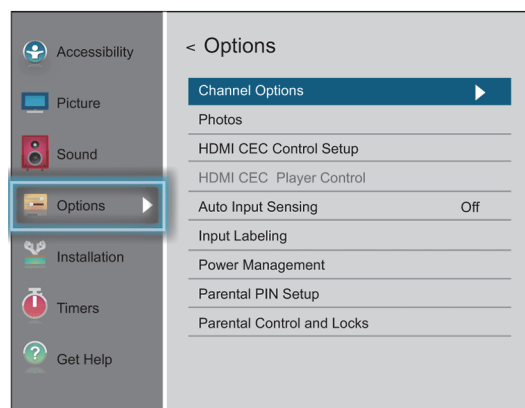 Accessibility
Picture
Sound
Options
Installation
Timers
Get Help
< Options
Channel Options
Photos
HDMI CEC Control Setup
HDMI CEC Player Control
Auto Input Sensing Off
Input Labeling
Power Management
Parental PIN Setup
Parental Control and Locks